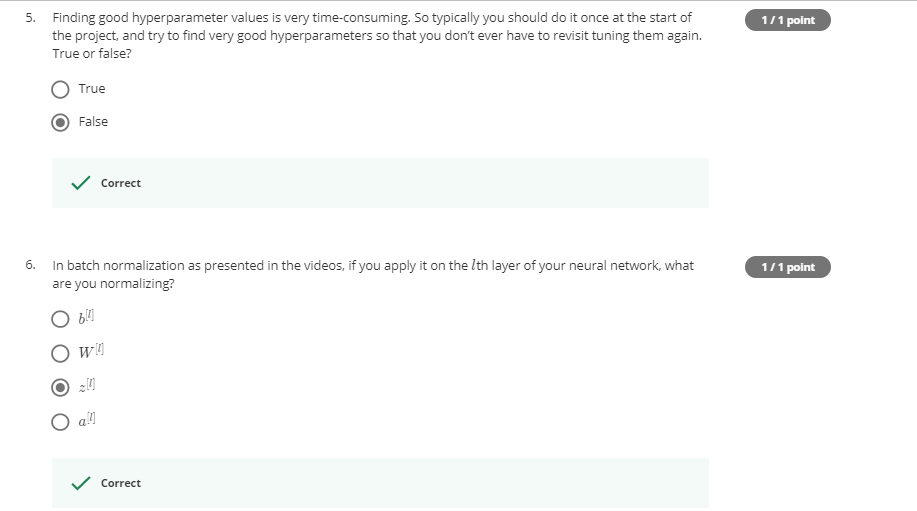 5. Finding good hyperparameter values is very time-consuming. So typically you should do it once at the start of 1 / 1 point
the project, and try to find very good hyperparameters so that you don't ever have to revisit tuning them again.
True or false?
True
False
Correct
6. In batch normalization as presented in the videos, if you apply it on the lth layer of your neural network, what 1 / 1 point
are you normalizing?
b[l]
W[l]
z[l]
a[l]
Correct